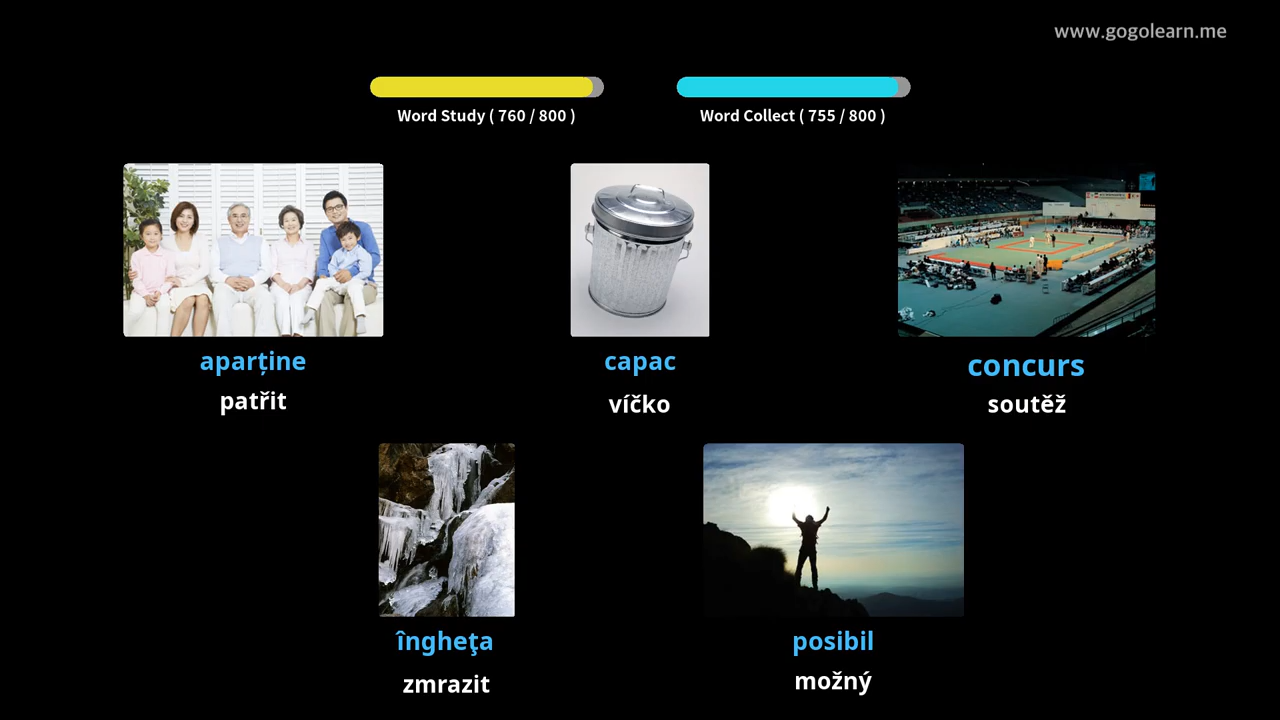 www.gogolearn.me
Word Study ( 760 / 800 )
Word Collect ( 755 / 800 )
aparține
patřit
capac
víčko
concurs
soutěž
îngheţa
zmrazit
posibil
možný